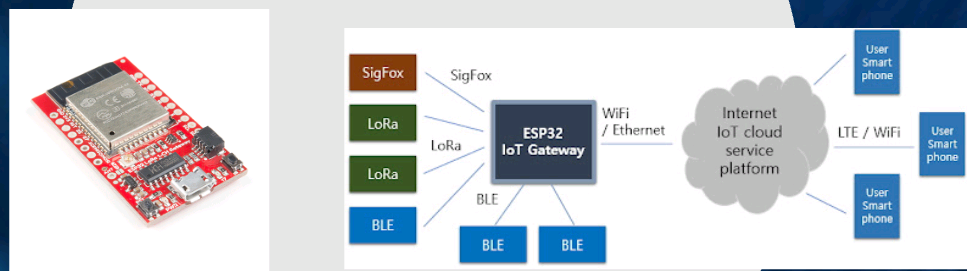 SigFox
LoRa
LoRa
BLE
SigFox
LoRa
BLE
BLE
BLE
ESP32
IoT Gateway
WiFi
/ Ethernet
Internet
IoT cloud
service
platform
LTE / WiFi
User
Smart
phone
User
Smart
phone
User
Smart
phone